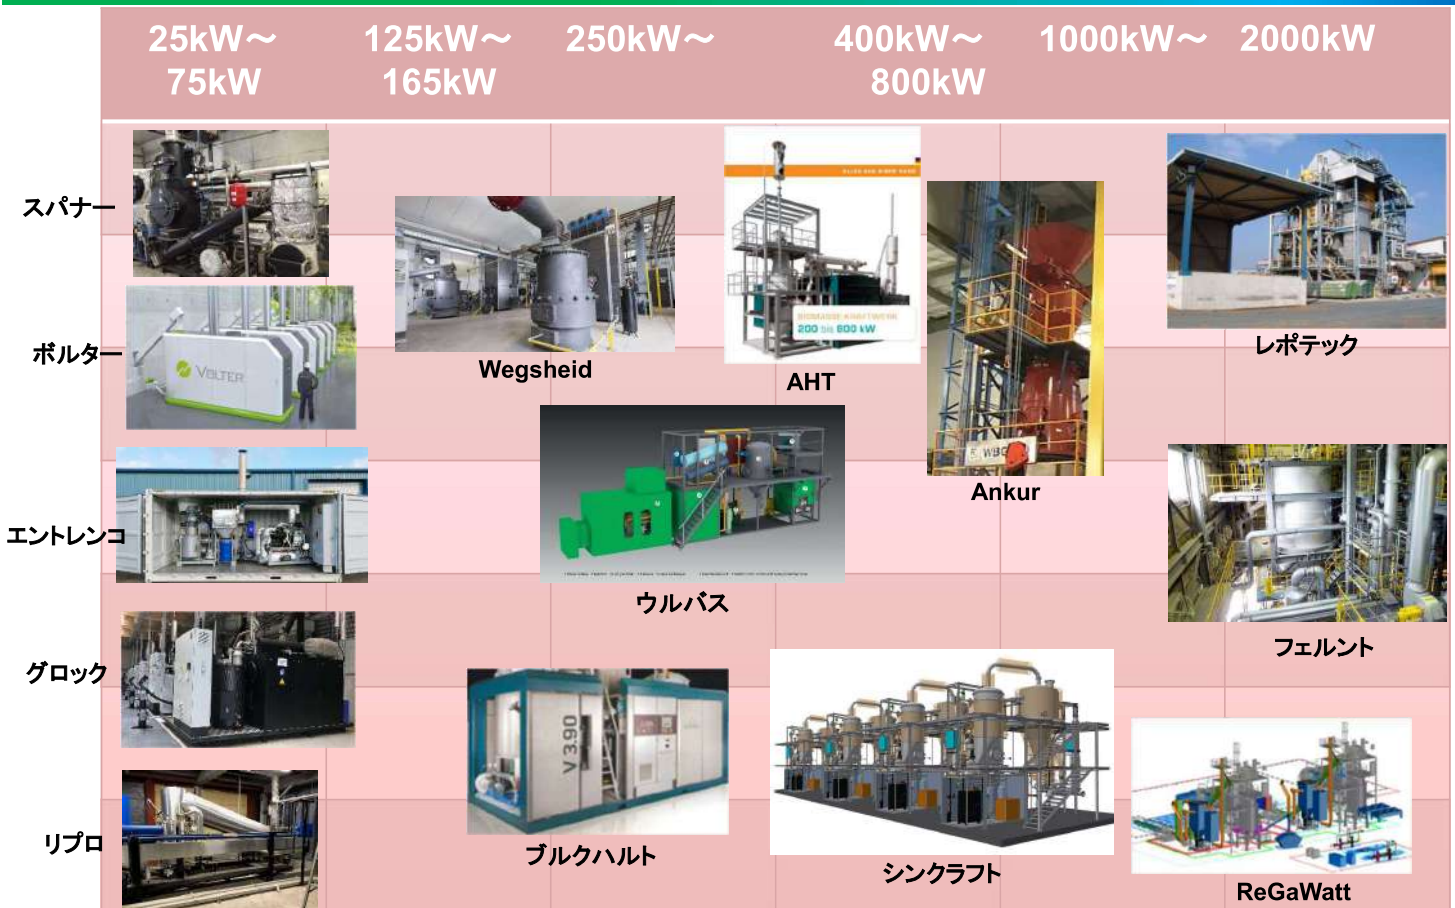 25kW～
75kW
125kW～
165kW
250kW～
400kW～
800kW
1000kW～
2000kW
スパナー
ボルター
VOLTER
エントレンコ
グロック
リプロ
Wegsheid
BIOMASSE-KRAFTWERK
200 bis 800 kW
AHT
ウルバス
V 3.90
ブルクハルト
WBG
Ankur
シンクラフト
レポテック
フェルント
ReGaWatt